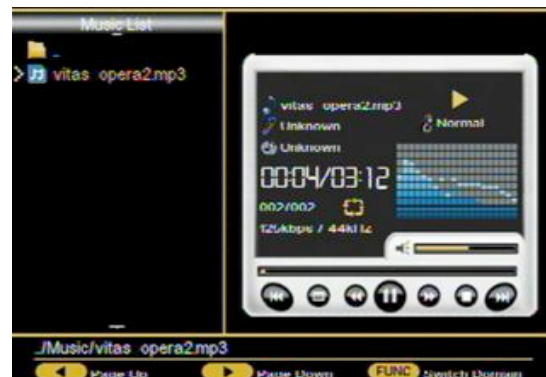 Music List
vitas opera2.mp3
vitas opera2.mp3
Unknown
Normal
Unknown
00:04/03:12
002/002
125kbps / 44kHz
./Music/vitas opera2.mp3
Page Up
Page Down
FUNC
Switch Domain